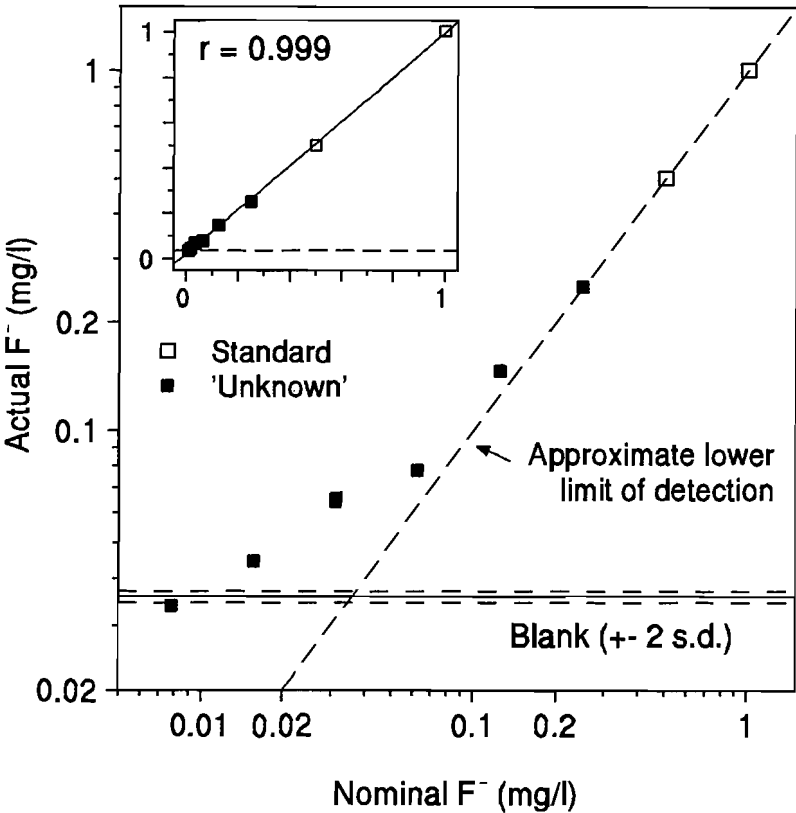 r = 0.999
1
0
0
1
1
0.2
0.1
0.02
Actual F⁻ (mg/l)
Standard
'Unknown'
Approximate lower
limit of detection
Blank (+- 2 s.d.)
0.01
0.02
0.1
0.2
1
Nominal F⁻ (mg/l)